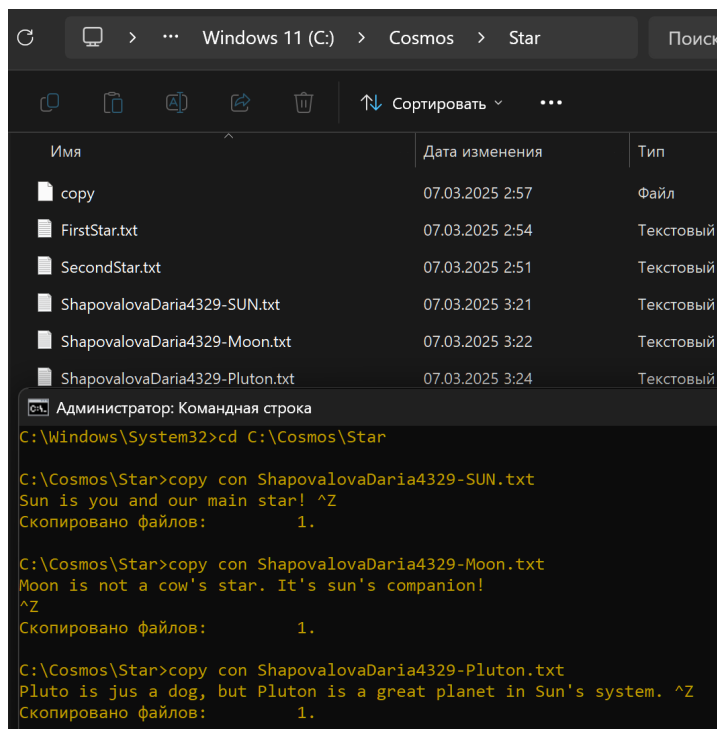 Windows 11 (C:) > Cosmos > Star
Поиск
Сортировать
Имя Дата изменения Тип
copy 07.03.2025 2:57 Файл
FirstStar.txt 07.03.2025 2:54 Текстовый
SecondStar.txt 07.03.2025 2:51 Текстовый
ShapovalovaDaria4329-SUN.txt 07.03.2025 3:21 Текстовый
ShapovalovaDaria4329-Moon.txt 07.03.2025 3:22 Текстовый
ShapovalovaDaria4329-Pluton.txt 07.03.2025 3:24 Текстовый
Администратор: Командная строка
C:\Windows\System32>cd C:\Cosmos\Star
C:\Cosmos\Star>copy con ShapovalovaDaria4329-SUN.txt
Sun is you and our main star! ^Z
Скопировано файлов: 1.
C:\Cosmos\Star>copy con ShapovalovaDaria4329-Moon.txt
Moon is not a cow's star. It's sun's companion!
^Z
Скопировано файлов: 1.
C:\Cosmos\Star>copy con ShapovalovaDaria4329-Pluton.txt
Pluto is jus a dog, but Pluton is a great planet in Sun's system. ^Z
Скопировано файлов: 1.